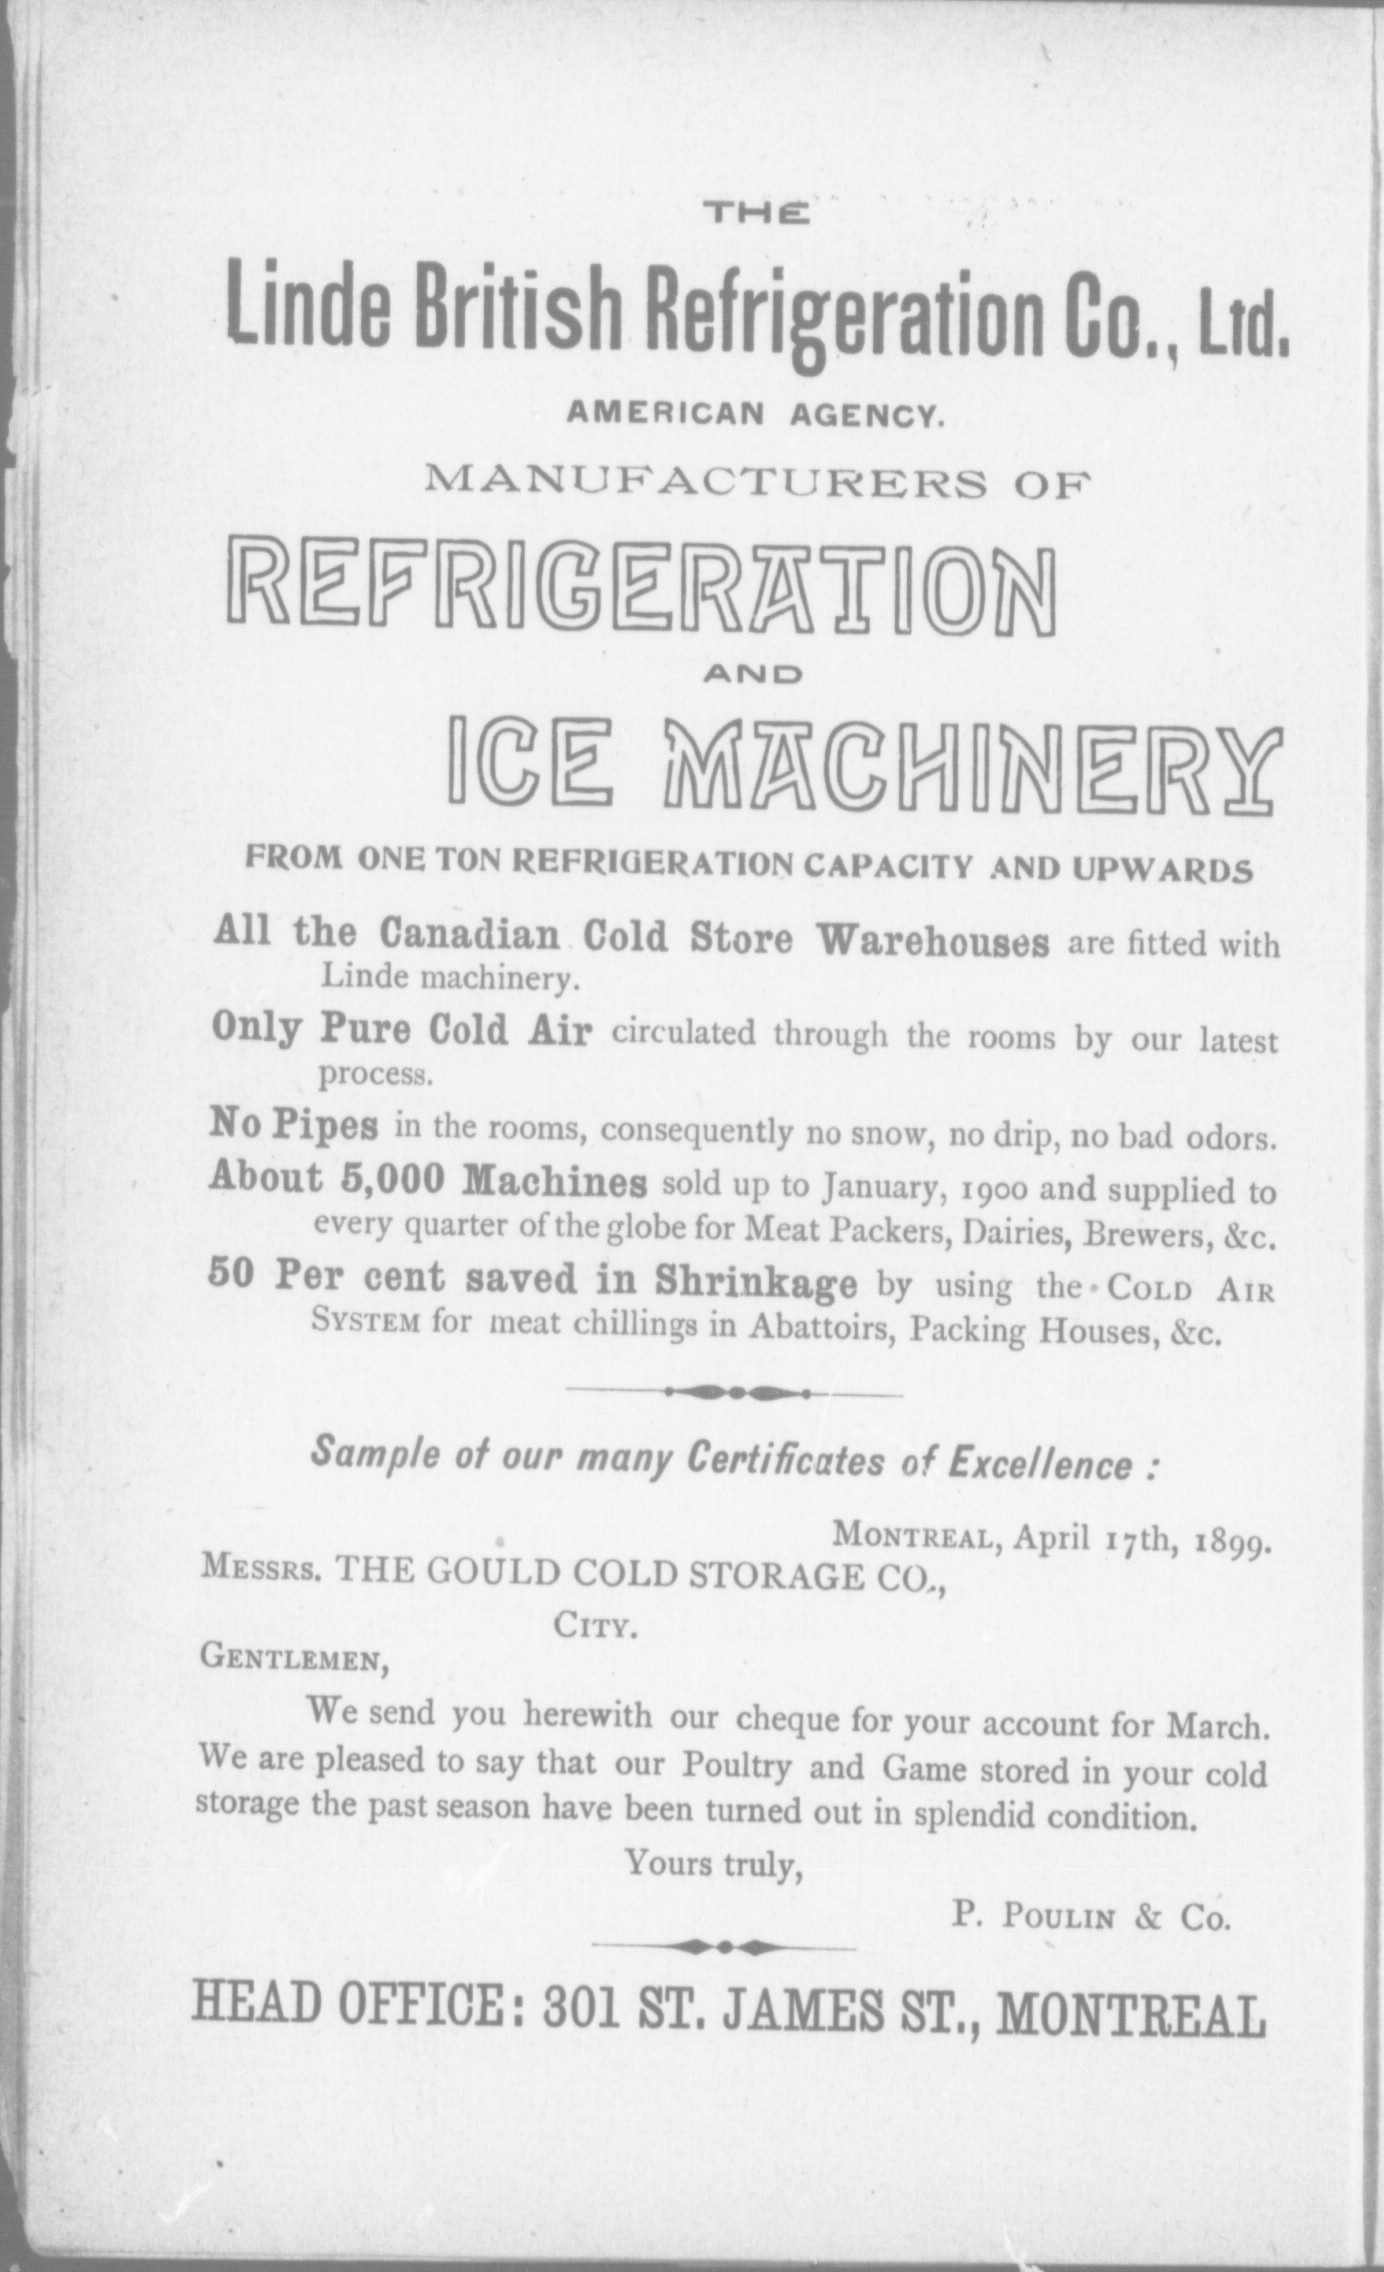 THE
Linde British Refrigeration Co., Ltd.
AMERICAN AGENCY.
MANUFACTURERS OF
REFRIGERATION
AND
ICE MACHINERY
FROM ONE TON REFRIGERATION CAPACITY AND UPWARDS
All the Canadian Cold Store Warehouses are fitted with
Linde machinery.
Only Pure Cold Air circulated through the rooms by our latest
process.
No Pipes in the rooms, consequently no snow, no drip, no bad odors.
About 5,000 Machines sold up to January, 1900 and supplied to
every quarter of the globe for Meat Packers, Dairies, Brewers, &c.
50 Per cent saved in Shrinkage by using the COLD AIR
SYSTEM for meat chillings in Abattoirs, Packing Houses, &c.
Sample of our many Certificates of Excellence :
MONTREAL, April 17th, 1899.
MESSRS. THE GOULD COLD STORAGE CO.,
CITY.
GENTLEMEN,
We send you herewith our cheque for your account for March.
We are pleased to say that our Poultry and Game stored in your cold
storage the past season have been turned out in splendid condition.
Yours truly,
P. POULIN & CO.
HEAD OFFICE: 301 ST. JAMES ST., MONTREAL